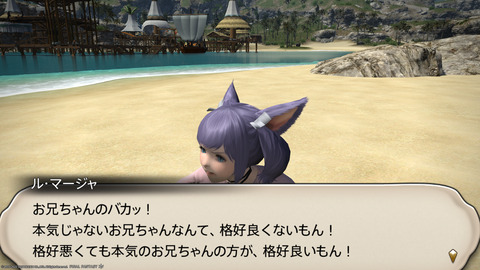 ル・マージャ
お兄ちゃんのバカッ！
本気じゃないお兄ちゃんなんて、格好良くないもん！
格好悪くても本気のお兄ちゃんの方が、格好良いもん！
FINAL FANTASY XIV